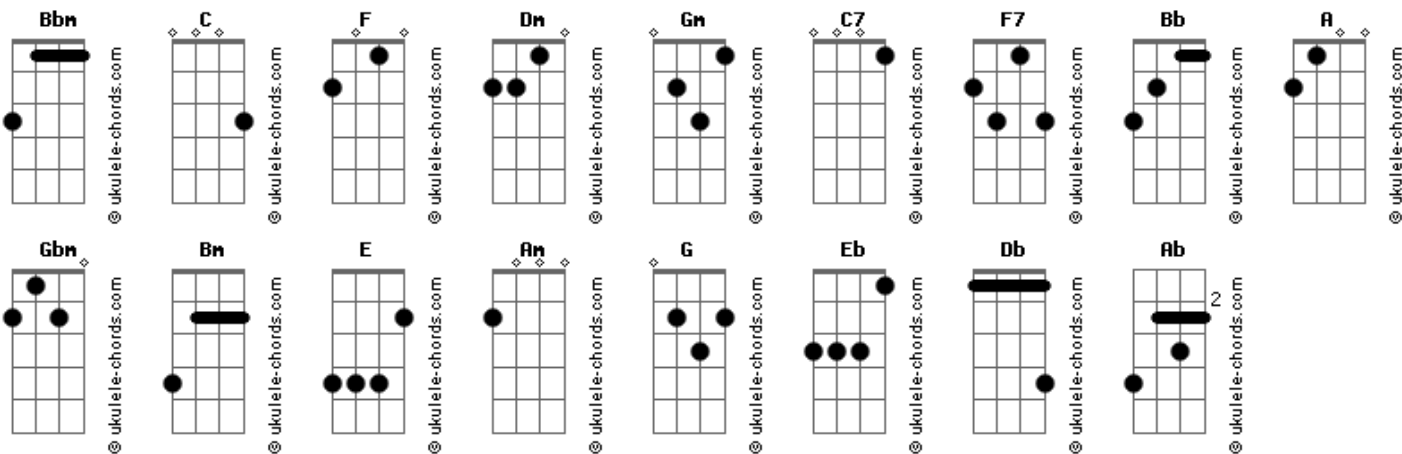 Bbm C F Dm Gm C7 F7 Bb A
© ukulele-chords.com © ukulele-chords.com © ukulele-chords.com © ukulele-chords.com © ukulele-chords.com © ukulele-chords.com © ukulele-chords.com © ukulele-chords.com © ukulele-chords.com
Gbm Bm E Am G Eb Db Ab
2
© ukulele-chords.com © ukulele-chords.com © ukulele-chords.com © ukulele-chords.com © ukulele-chords.com © ukulele-chords.com © ukulele-chords.com © ukulele-chords.com